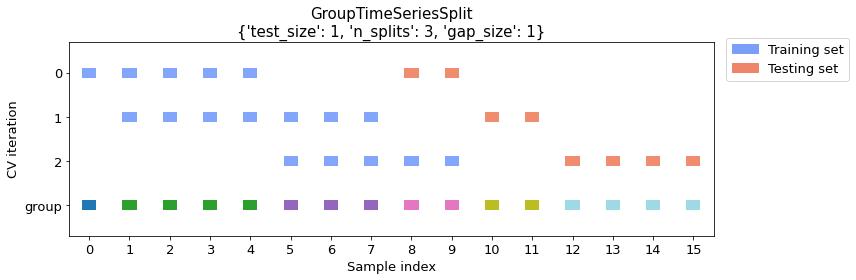 GroupTimeSeriesSplit
{'test_size': 1, 'n_splits': 3, 'gap_size': 1}
Training set
Testing set
CV iteration
0
1
2
group
0 1 2 3 4 5 6 7 8 9 10 11 12 13 14 15
Sample index